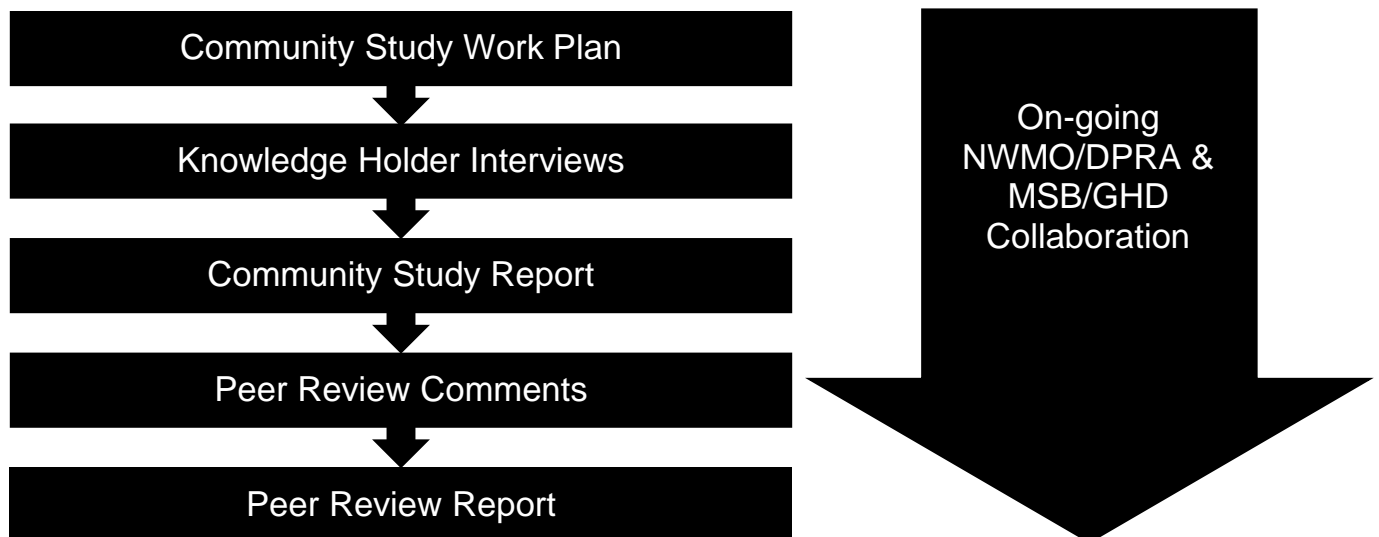 Community Study Work Plan
Knowledge Holder Interviews
Community Study Report
Peer Review Comments
Peer Review Report
On-going
NWMO/DPRA &
MSB/GHD
Collaboration